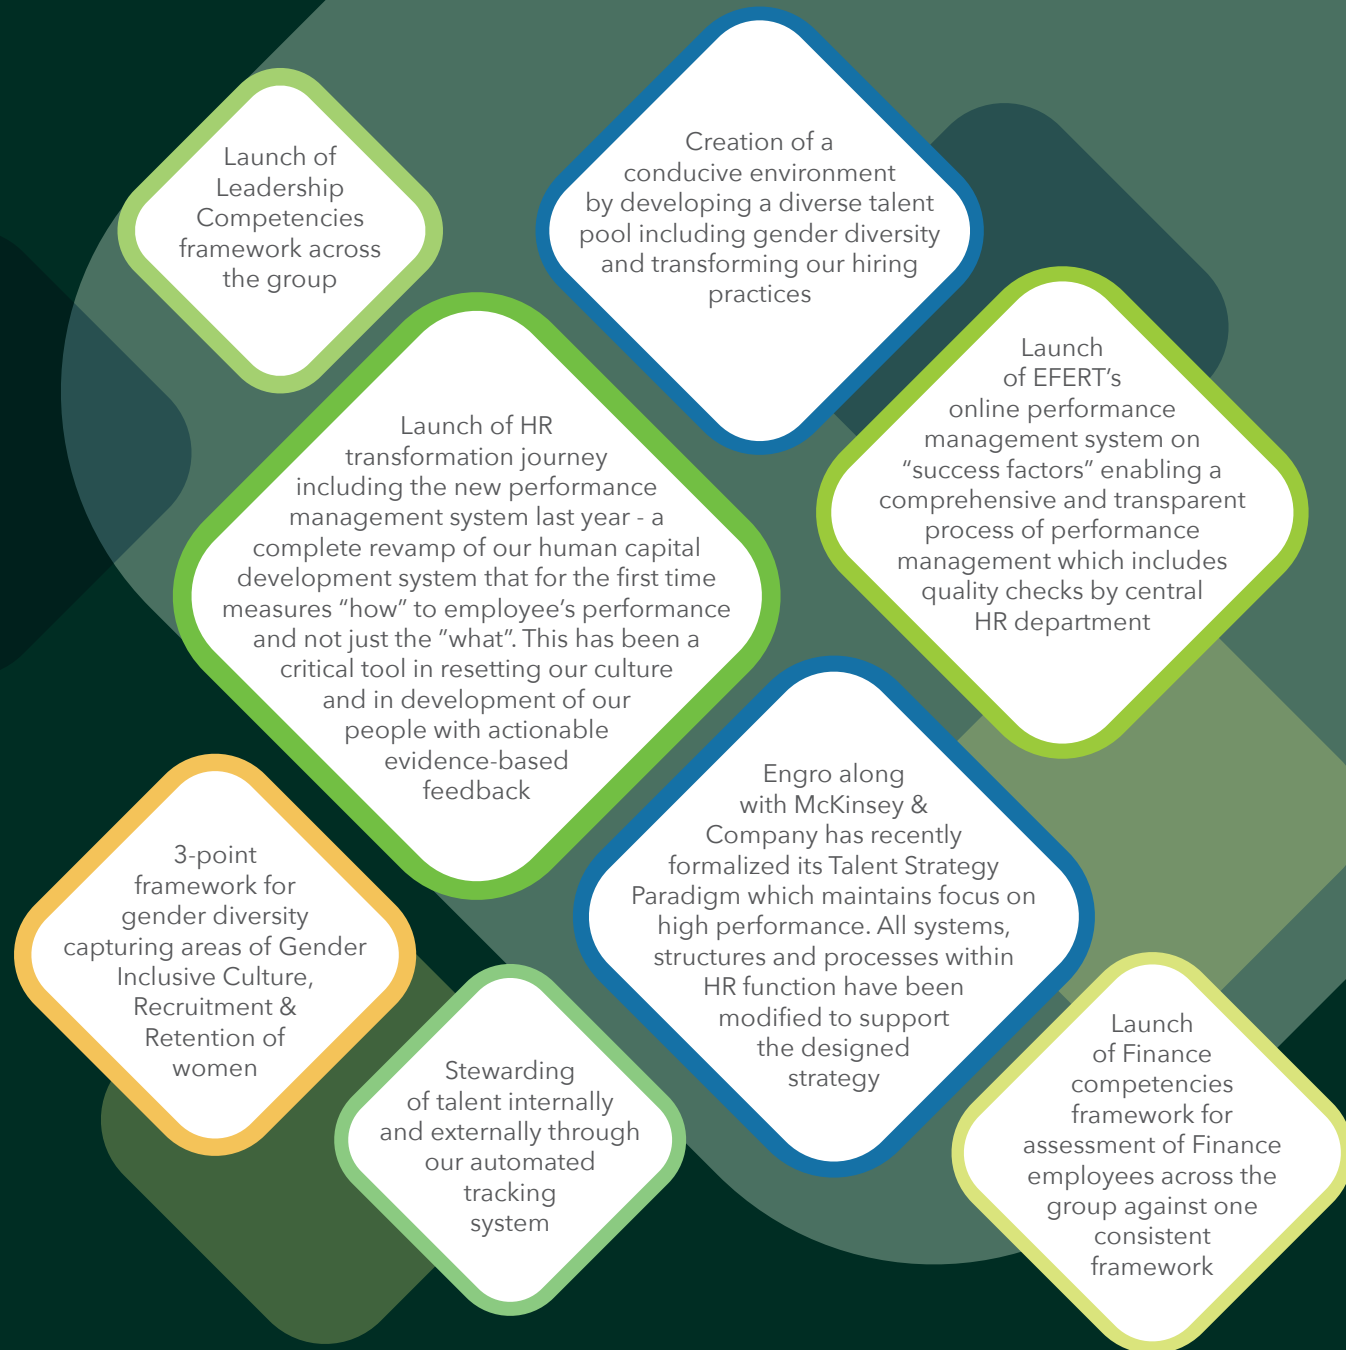 Launch of
Leadership
Competencies
framework across
the group
Creation of a
conducive environment
by developing a diverse talent
pool including gender diversity
and transforming our hiring
practices
Launch
of EFERT’s
online performance
management system on
“success factors” enabling a
comprehensive and transparent
process of performance
management which includes
quality checks by central
HR department
Launch of HR
transformation journey
including the new performance
management system last year - a
complete revamp of our human capital
development system that for the first time
measures “how” to employee’s performance
and not just the “what”. This has been a
critical tool in resetting our culture
and in development of our
people with actionable
evidence-based
feedback
Engro along
with McKinsey &
Company has recently
formalized its Talent Strategy
Paradigm which maintains focus on
high performance. All systems,
structures and processes within
HR function have been
modified to support
the designed
strategy
3-point
framework for
gender diversity
capturing areas of Gender
Inclusive Culture,
Recruitment &
Retention of
women
Stewarding
of talent internally
and externally through
our automated
tracking
system
Launch
of Finance
competencies
framework for
assessment of Finance
employees across the
group against one
consistent
framework